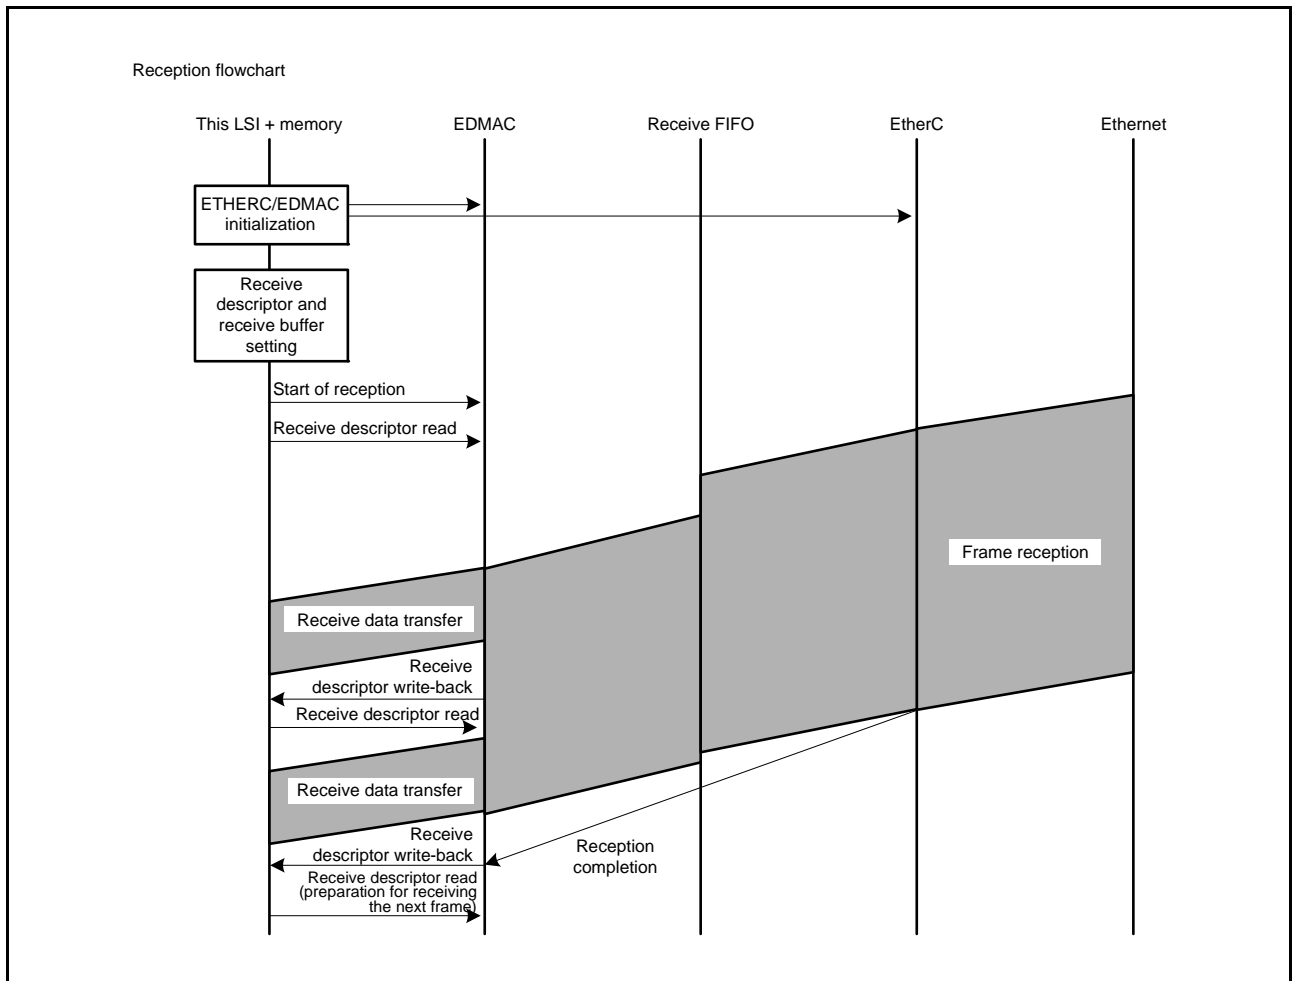 Reception flowchart
This LSI + memory
EDMAC
Receive FIFO
EtherC
Ethernet
ETHERC/EDMAC
initialization
Receive
descriptor and
receive buffer
setting
Start of reception
Receive descriptor read
Frame reception
Receive data transfer
Receive
descriptor write-back
Receive descriptor read
Receive data transfer
Receive
descriptor write-back
Reception
completion
Receive descriptor read
(preparation for receiving
the next frame)